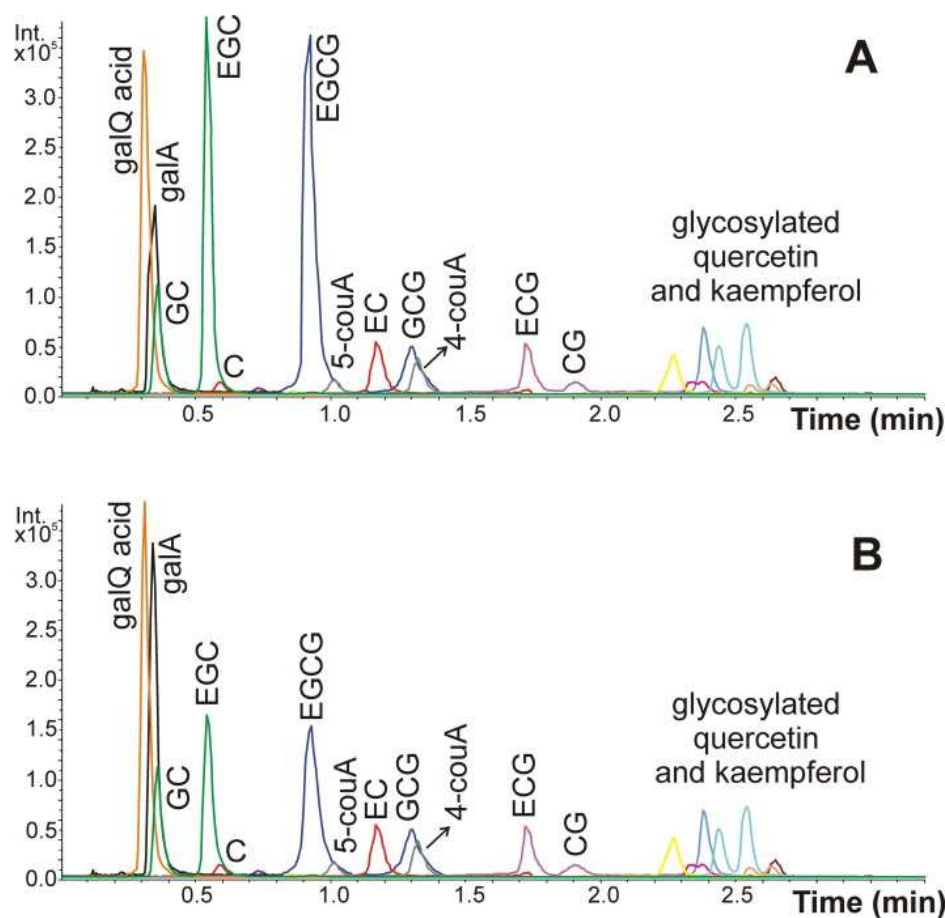 Int.
x10⁵
3.0
2.5
2.0
1.5
1.0
0.5
0.0
galQ acid
galA
GC
EGC
C
EGCG
5-couA
EC
GCG
4-couA
ECG
CG
glycosylated
quercetin
and kaempferol
A
0.5
1.0
1.5
2.0
2.5
Time (min)
Int.
x10⁵
3.0
2.5
2.0
1.5
1.0
0.5
0.0
galQ acid
galA
GC
EGC
C
EGCG
5-couA
EC
GCG
4-couA
ECG
CG
glycosylated
quercetin
and kaempferol
B
0.5
1.0
1.5
2.0
2.5
Time (min)